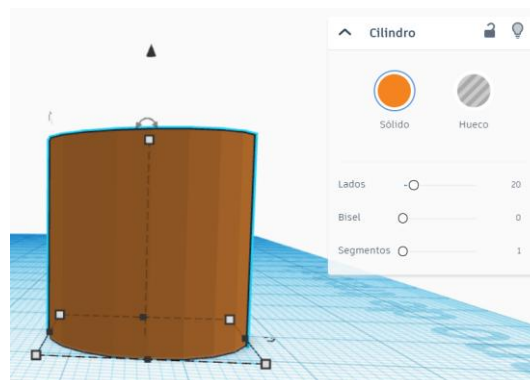 Cilindro
Sólido Hueco
Lados 20
Bisel 0
Segmentos 1